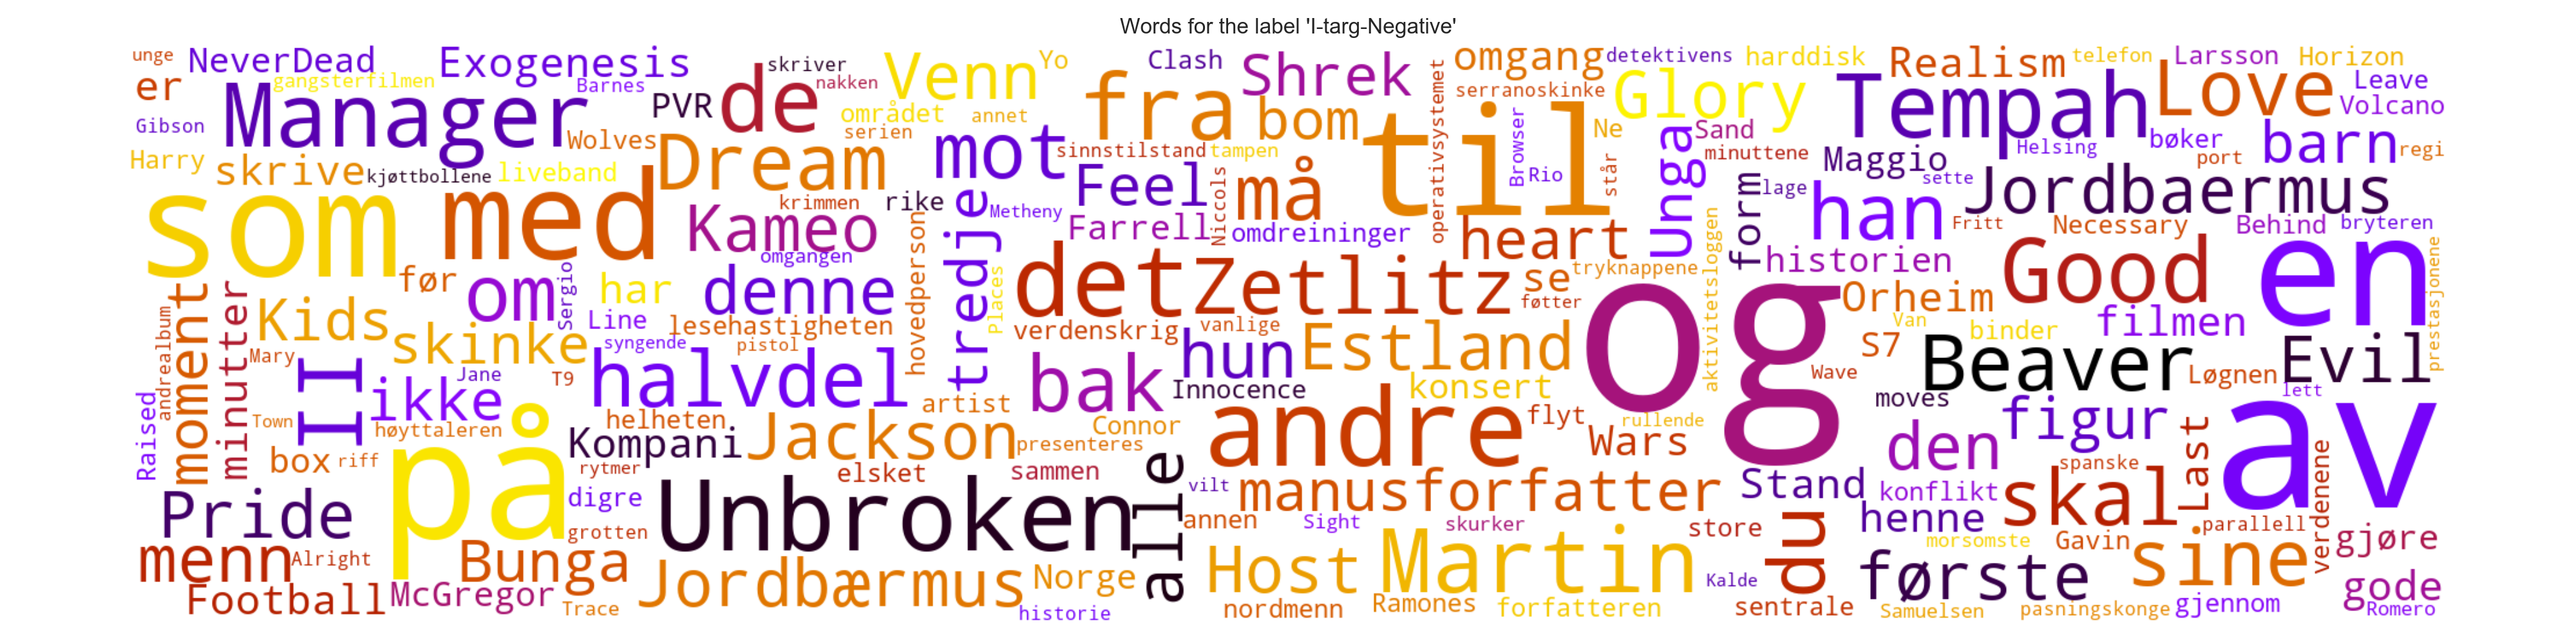 Words for the label 'I-targ-Negative'
unge NeverDead Exogenesis skriver Venn Yo Clash Shrek omgang detektivens harddisk Realism telefon Larsson Horizon
er gangsterfilmen Barnes PVR de nakken fra bom Glory Tempah Love Leave
Manager området annet serranoskinke Volcano
Gibson Wolves serien mot til operativsystemet Browser Ne Unga Sand bøker barn
Harry skrive kjøttbollene liveband Dream sinnstilstand tampen Rio står minuttene Maggio Helsing port regi
som med krimmen rike tredje Metheny Feel må form lage sette Jordbaermus
Kameo hovedperson Farrell Niccols omdreininger heart han Fritt Necessary Behind bryteren
før om Sergio har omgangen denne Places det Zetlitz se tryknappene aktivitetsloggen historien Good en prestasjonene
andrealbum moment minutter Kids skinke Line lesehastigheten verdenskrig vanlige føtter og Orheim Van binder filmen
Mary II syngende pistol hun Estland S7 Beaver Evil
ikke Jane T9 halvdel bak Innocence konsert Wave Løgnen lett
Raised Town høyttaleren helheten artist Connor andre flyt rullende moves figur av
box riff på Kompani Jackson presenteres Wars den Last
rytmer elsket sammen alle vilt manusforfatter Stand spanske konflikt skal verdenene
Pride digre Unbroken annen Sight skurker store du henne parallell
menn Alright Bunga grotten Host Martin morsomste Gavin sine gjøre
Football McGregor Jordbærmus Norge Kalde første gode
Trace historie nordmenn Ramones forfatteren sentrale Samuelsen pasningskonge gjennom Romero